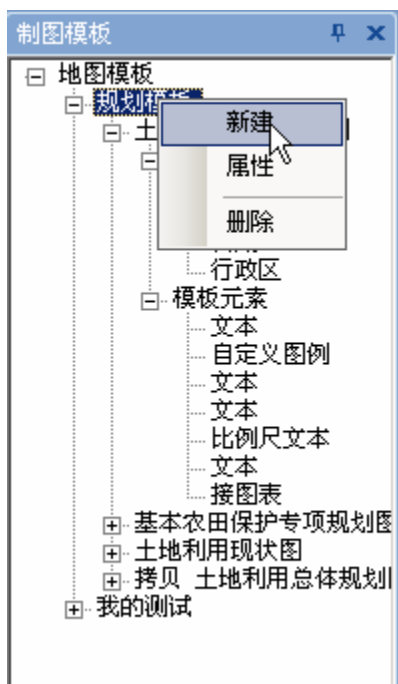 制图模板
地图模板
规划模板
新建
土
属性
删除
行政区
模板元素
文本
自定义图例
文本
文本
比例尺文本
文本
接图表
基本农田保护专项规划图
土地利用现状图
拷贝 土地利用总体规划
我的测试